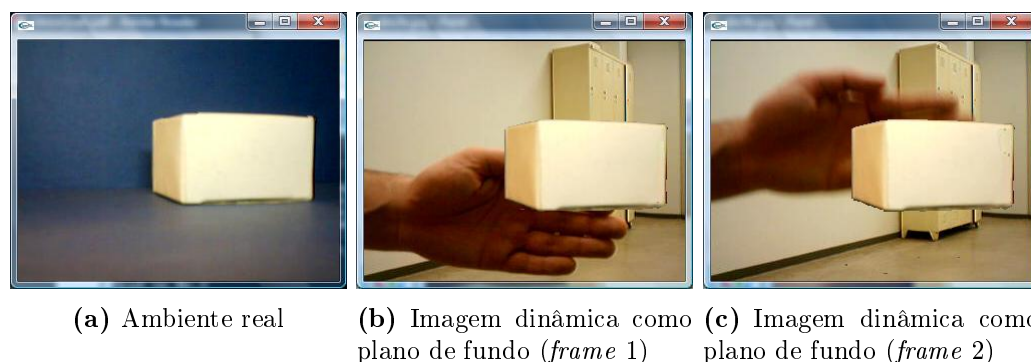 (a) Ambiente real
(b) Imagem dinâmica como
plano de fundo (frame 1)
(c) Imagem dinâmica como
plano de fundo (frame 2)